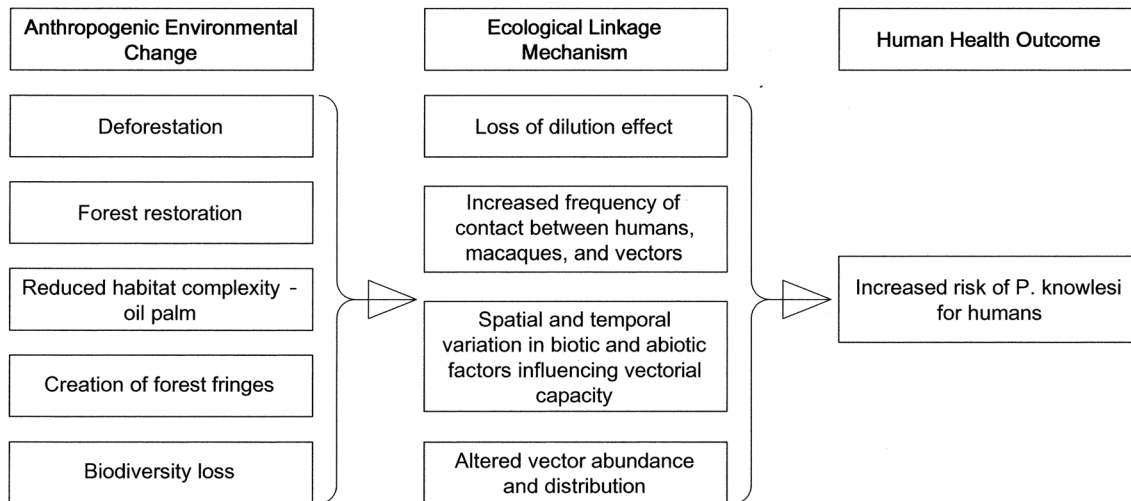 Anthropogenic Environmental
Change
Ecological Linkage
Mechanism
Human Health Outcome
Deforestation
Forest restoration
Reduced habitat complexity -
oil palm
Creation of forest fringes
Biodiversity loss
Loss of dilution effect
Increased frequency of
contact between humans,
macaques, and vectors
Spatial and temporal
variation in biotic and abiotic
factors influencing vectorial
capacity
Altered vector abundance
and distribution
Increased risk of P. knowlesi
for humans